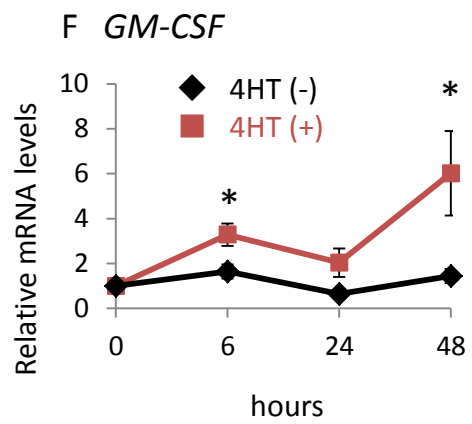 F GM-CSF
10
8
6
4
2
0
Relative mRNA levels
4HT (-)
4HT (+)
*
*
0 6 24 48
hours